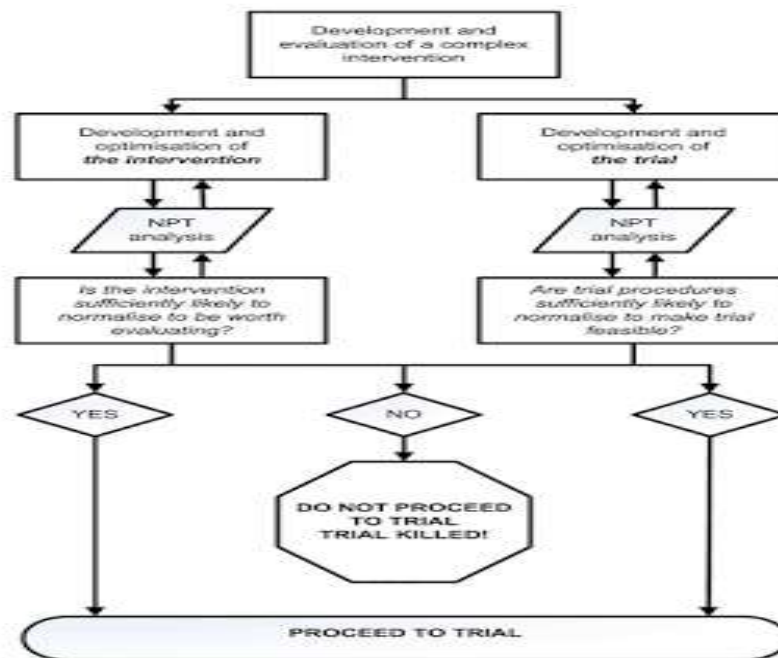 Development and
evaluation of a complex
intervention
Development and
optimisation of
the intervention
Development and
optimisation of
the trial
NPT
analysis
NPT
analysis
Is the intervention
sufficiently likely to
normalise to be worth
evaluating?
Are trial procedures
sufficiently likely to
normalise to make trial
feasible?
YES
NO
YES
DO NOT PROCEED
TO TRIAL
TRIAL KILLED!
PROCEED TO TRIAL